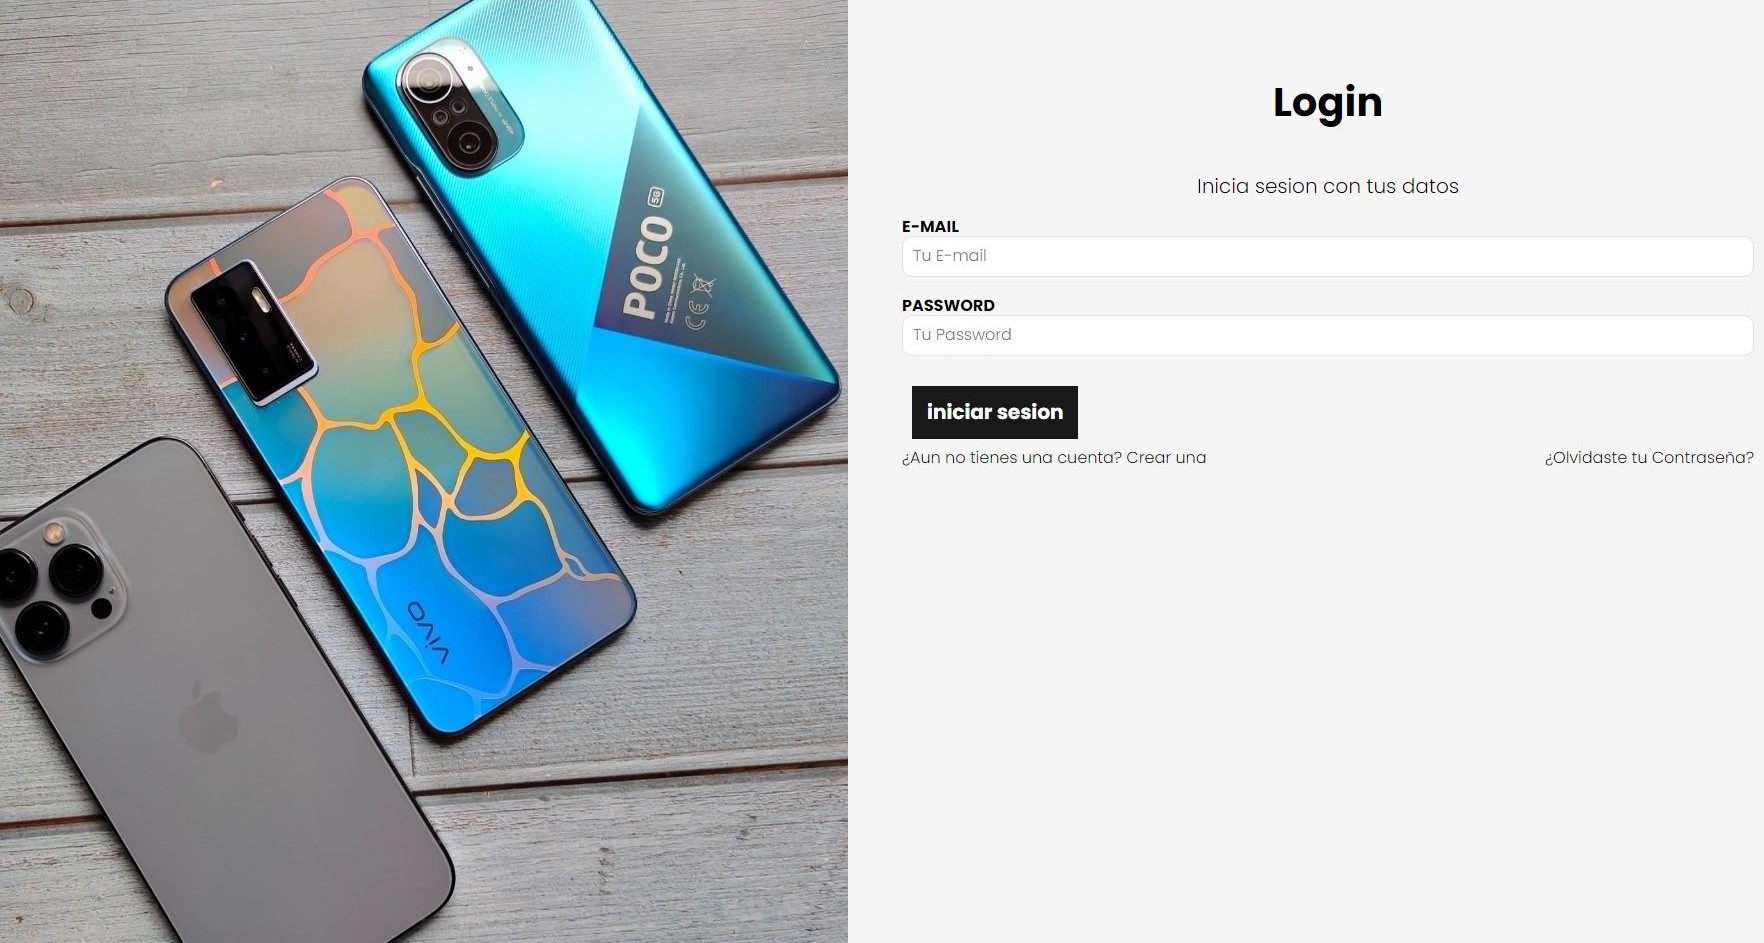 POCO 5G
vivo
Login
Inicia sesion con tus datos
E-MAIL
Tu E-mail
PASSWORD
Tu Password
iniciar sesion
¿Aun no tienes una cuenta? Crear una
¿Olvidaste tu Contraseña?